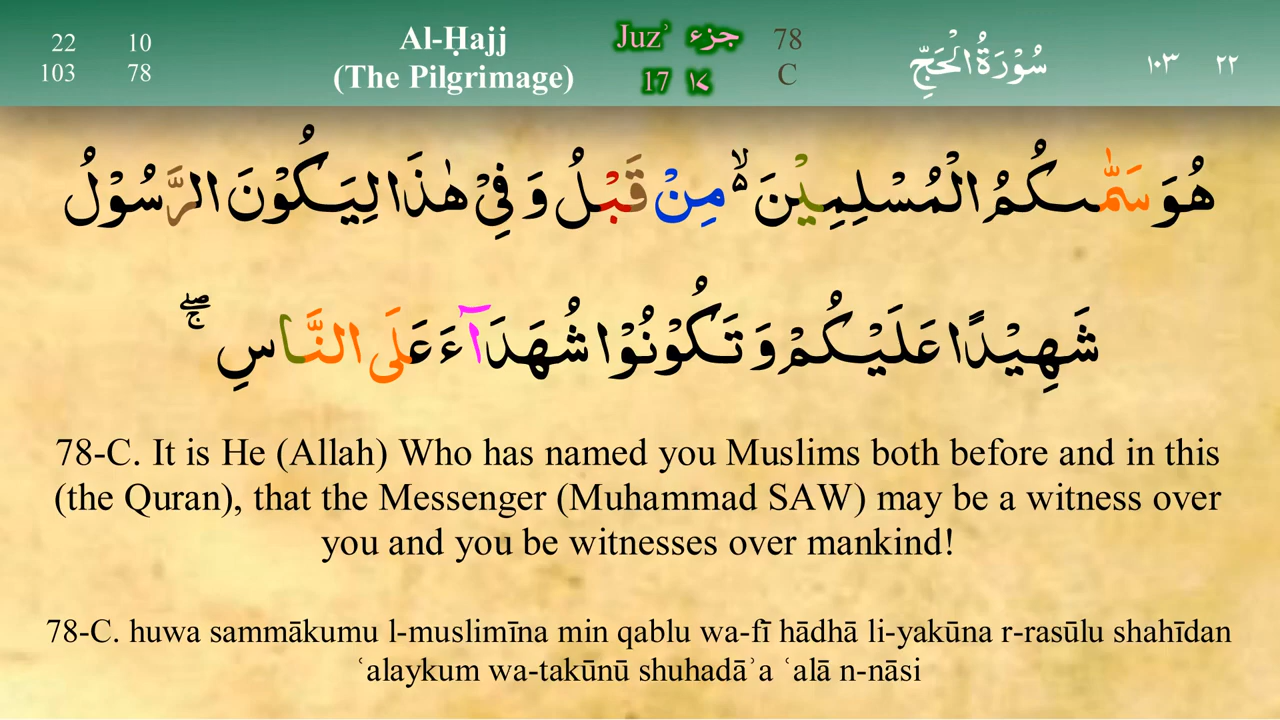 22 10
103 78
Al-Ḥajj
(The Pilgrimage)
Juzʾ جزء
17 ١٧
78
C
سُوْرَةُ الْحَجِّ
١٠٣ ٢٢
هُوَ سَمّٰىكُمُ الْمُسْلِمِيْنَ ۙ۬ مِنْ قَبْلُ وَ فِيْ هٰذَا لِيَكُوْنَ الرَّسُوْلُ
شَهِيْدًا عَلَيْكُمْ وَ تَكُوْنُوْا شُهَدَآءَ عَلَى النَّاسِ ۖۚ
78-C. It is He (Allah) Who has named you Muslims both before and in this
(the Quran), that the Messenger (Muhammad SAW) may be a witness over
you and you be witnesses over mankind!
78-C. huwa sammākumu l-muslimīna min qablu wa-fī hādhā li-yakūna r-rasūlu shahīdan
ʿalaykum wa-takūnū shuhadāʾa ʿalā n-nāsi